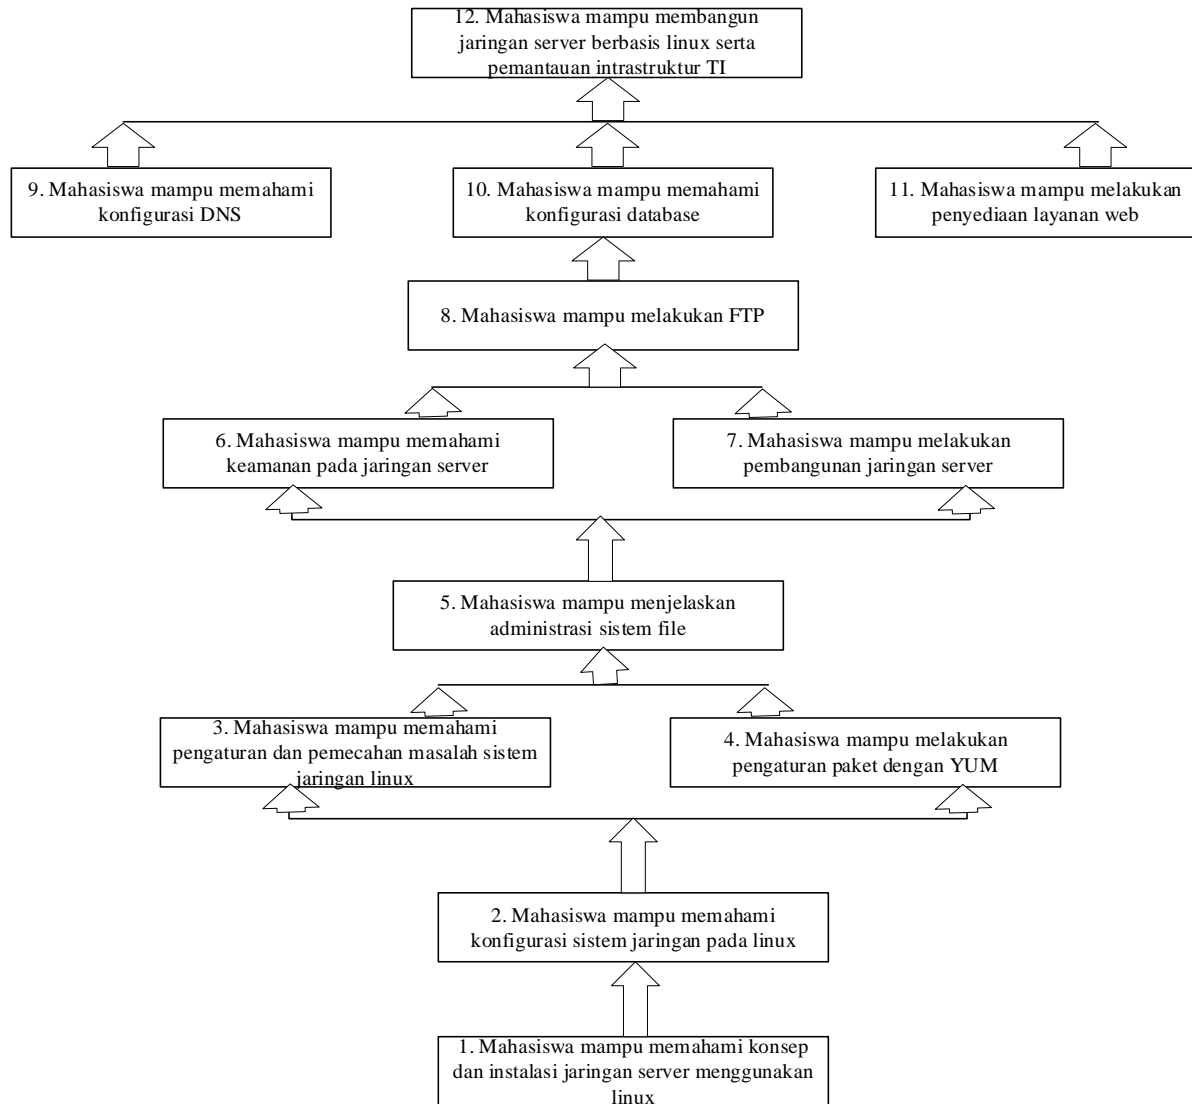 12. Mahasiswa mampu membangun
jaringan server berbasis linux serta
pemantauan intrastruktur TI
9. Mahasiswa mampu memahami
konfigurasi DNS
10. Mahasiswa mampu memahami
konfigurasi database
11. Mahasiswa mampu melakukan
penyediaan layanan web
8. Mahasiswa mampu melakukan FTP
6. Mahasiswa mampu memahami
keamanan pada jaringan server
7. Mahasiswa mampu melakukan
pembangunan jaringan server
5. Mahasiswa mampu menjelaskan
administrasi sistem file
3. Mahasiswa mampu memahami
pengaturan dan pemecahan masalah sistem
jaringan linux
4. Mahasiswa mampu melakukan
pengaturan paket dengan YUM
2. Mahasiswa mampu memahami
konfigurasi sistem jaringan pada linux
1. Mahasiswa mampu memahami konsep
dan instalasi jaringan server menggunakan
linux